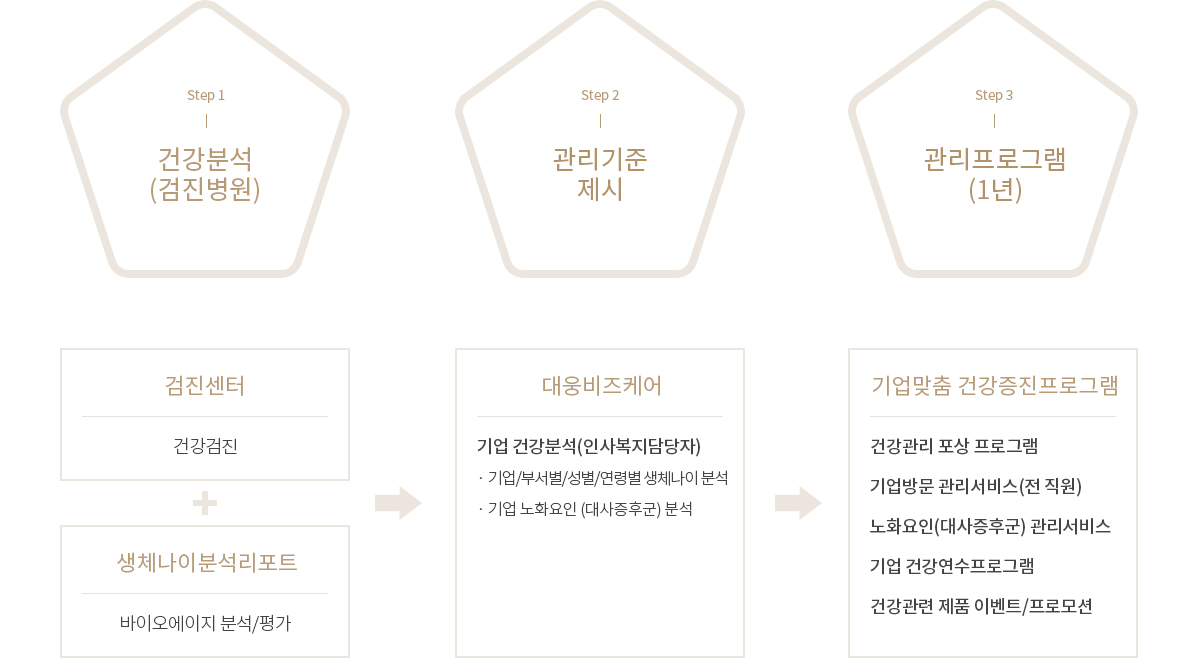 Step 1
건강분석
(검진병원)
Step 2
관리기준
제시
Step 3
관리프로그램
(1년)
검진센터
건강검진
생체나이분석리포트
바이오에이지 분석/평가
대웅비즈케어
기업 건강분석(인사복지담당자)
· 기업/부서별/성별/연령별 생체나이 분석
· 기업 노화요인 (대사증후군) 분석
기업맞춤 건강증진프로그램
건강관리 포상 프로그램
기업방문 관리서비스(전 직원)
노화요인(대사증후군) 관리서비스
기업 건강연수프로그램
건강관련 제품 이벤트/프로모션